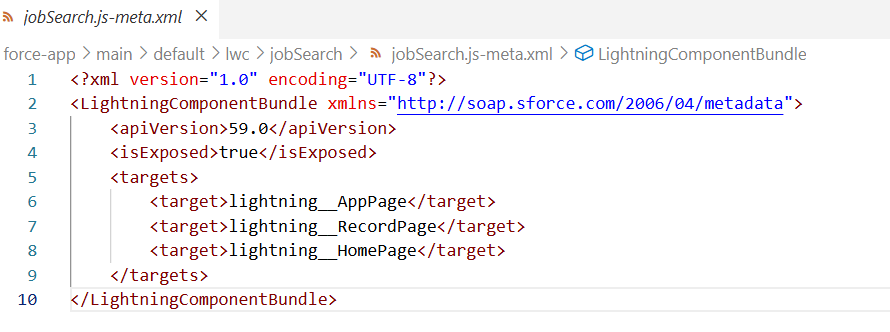 jobSearch.js-meta.xml
force-app > main > default > lwc > jobSearch > jobSearch.js-meta.xml > LightningComponentBundle
1 <?xml version="1.0" encoding="UTF-8"?>
2 <LightningComponentBundle xmlns="http://soap.sforce.com/2006/04/metadata">
3     <apiVersion>59.0</apiVersion>
4     <isExposed>true</isExposed>
5     <targets>
6         <target>lightning__AppPage</target>
7         <target>lightning__RecordPage</target>
8         <target>lightning__HomePage</target>
9     </targets>
10 </LightningComponentBundle>